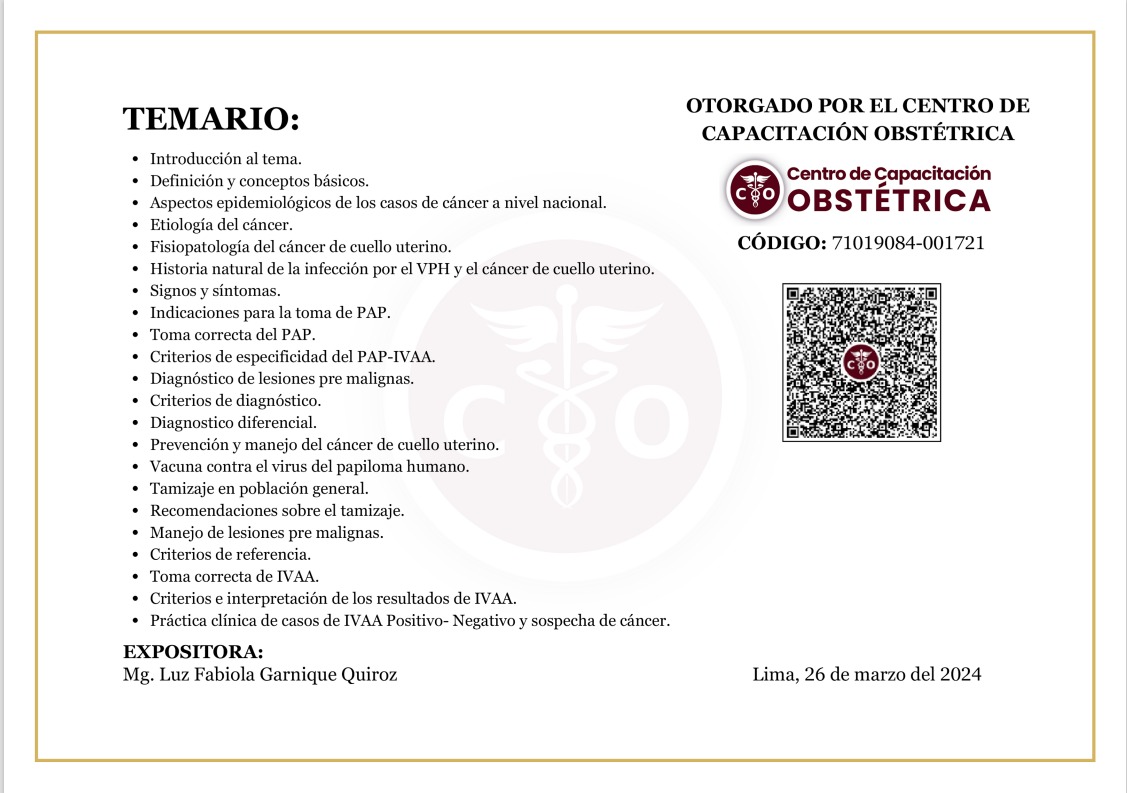 TEMARIO:
• Introducción al tema.
• Definición y conceptos básicos.
• Aspectos epidemiológicos de los casos de cáncer a nivel nacional.
• Etiología del cáncer.
• Fisiopatología del cáncer de cuello uterino.
• Historia natural de la infección por el VPH y el cáncer de cuello uterino.
• Signos y síntomas.
• Indicaciones para la toma de PAP.
• Toma correcta del PAP.
• Criterios de especificidad del PAP-IVAA.
• Diagnóstico de lesiones pre malignas.
• Criterios de diagnóstico.
• Diagnostico diferencial.
• Prevención y manejo del cáncer de cuello uterino.
• Vacuna contra el virus del papiloma humano.
• Tamizaje en población general.
• Recomendaciones sobre el tamizaje.
• Manejo de lesiones pre malignas.
• Criterios de referencia.
• Toma correcta de IVAA.
• Criterios e interpretación de los resultados de IVAA.
• Práctica clínica de casos de IVAA Positivo- Negativo y sospecha de cáncer.
EXPOSITORA:
Mg. Luz Fabiola Garnique Quiroz
OTORGADO POR EL CENTRO DE
CAPACITACIÓN OBSTÉTRICA
C O
Centro de Capacitación
OBSTÉTRICA
CÓDIGO: 71019084-001721
C O
C O
Lima, 26 de marzo del 2024